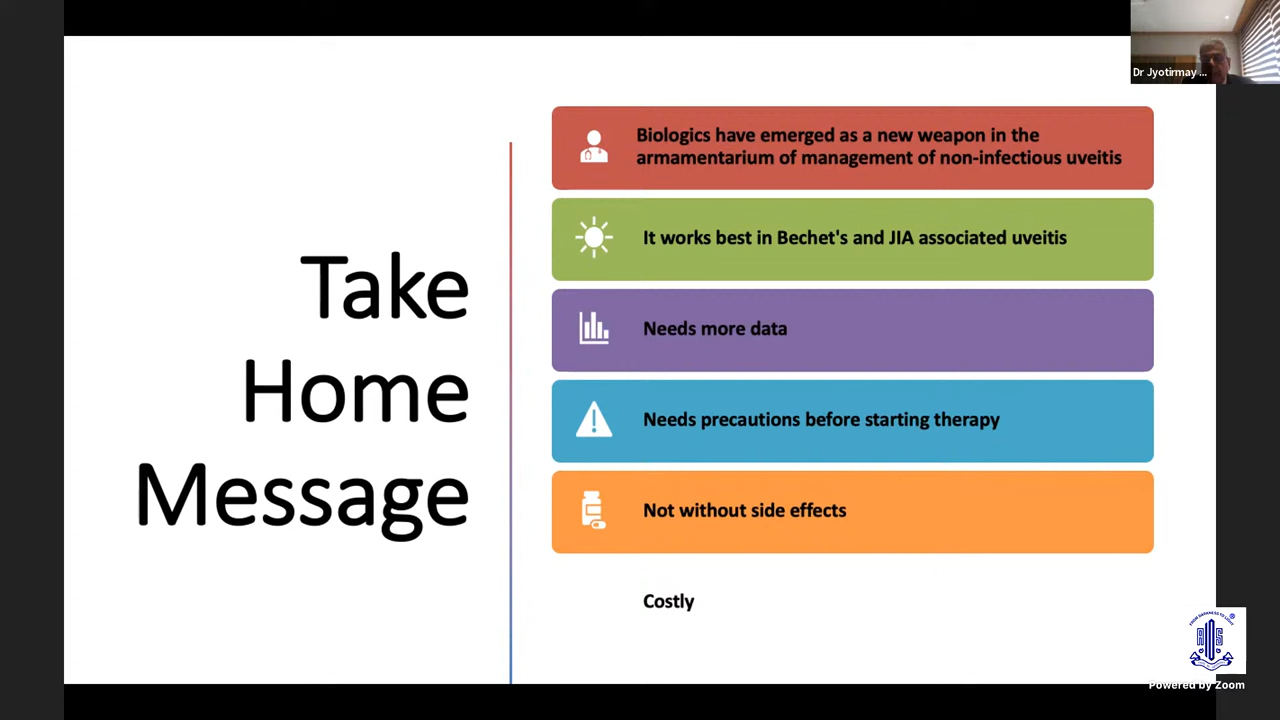 Dr Jyotirmay ...
Biologics have emerged as a new weapon in the
armamentarium of management of non-infectious uveitis
It works best in Bechet's and JIA associated uveitis
Take
Home
Message
Needs more data
Needs precautions before starting therapy
Not without side effects
Costly
Powered by Zoom